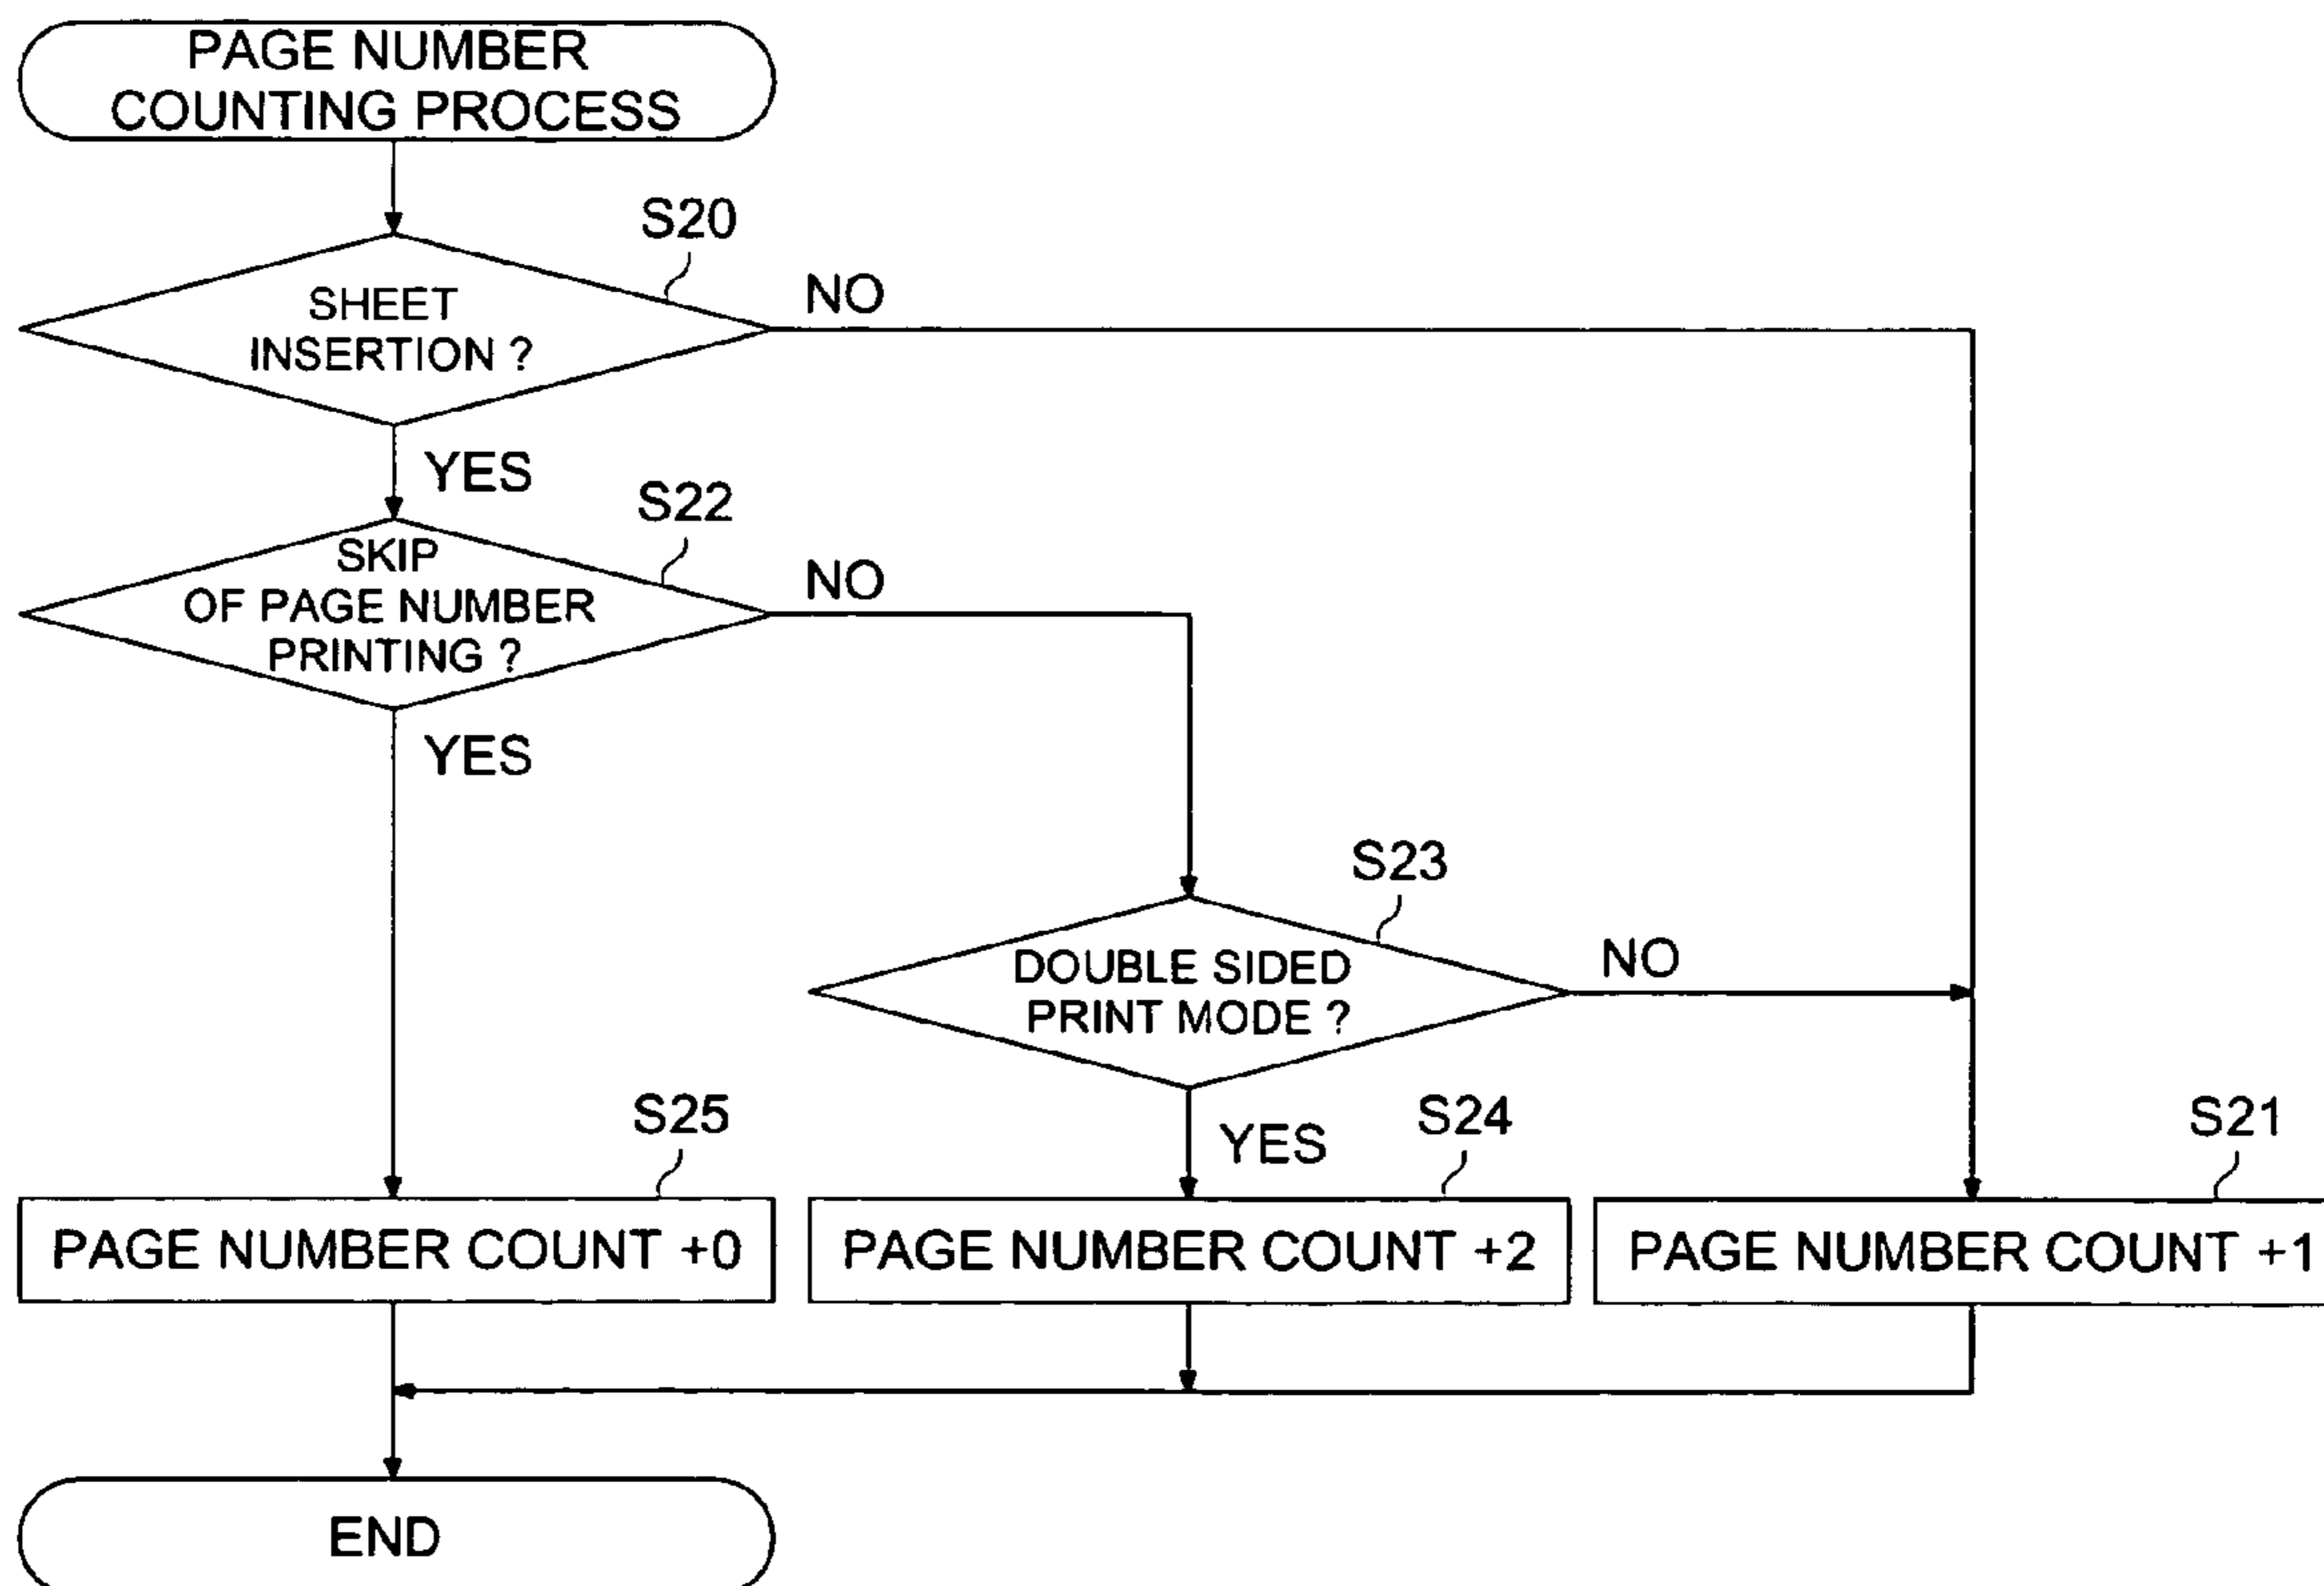 PAGE NUMBER
COUNTING PROCESS
S20
SHEET
INSERTION ?
NO
YES
S22
SKIP
OF PAGE NUMBER
PRINTING ?
NO
YES
S23
DOUBLE SIDED
PRINT MODE ?
NO
YES
S25
S24
S21
PAGE NUMBER COUNT +0
PAGE NUMBER COUNT +2
PAGE NUMBER COUNT +1
END